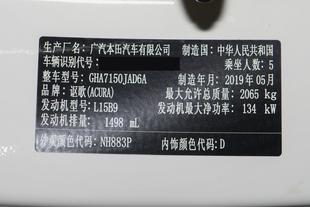 生产厂名：广汽本田汽车有限公司 制造国：中华人民共和国
车辆识别代号： 乘坐人数：5
整车型号：GHA7150JAD6A 生产年月：2019年05月
品牌：讴歌(ACURA) 最大允许总质量：2065 kg
发动机型号：L15B9 发动机最大净功率：134 kW
发动机排量：1498 mL
外观颜色代码：NH883P 内饰颜色代码：D